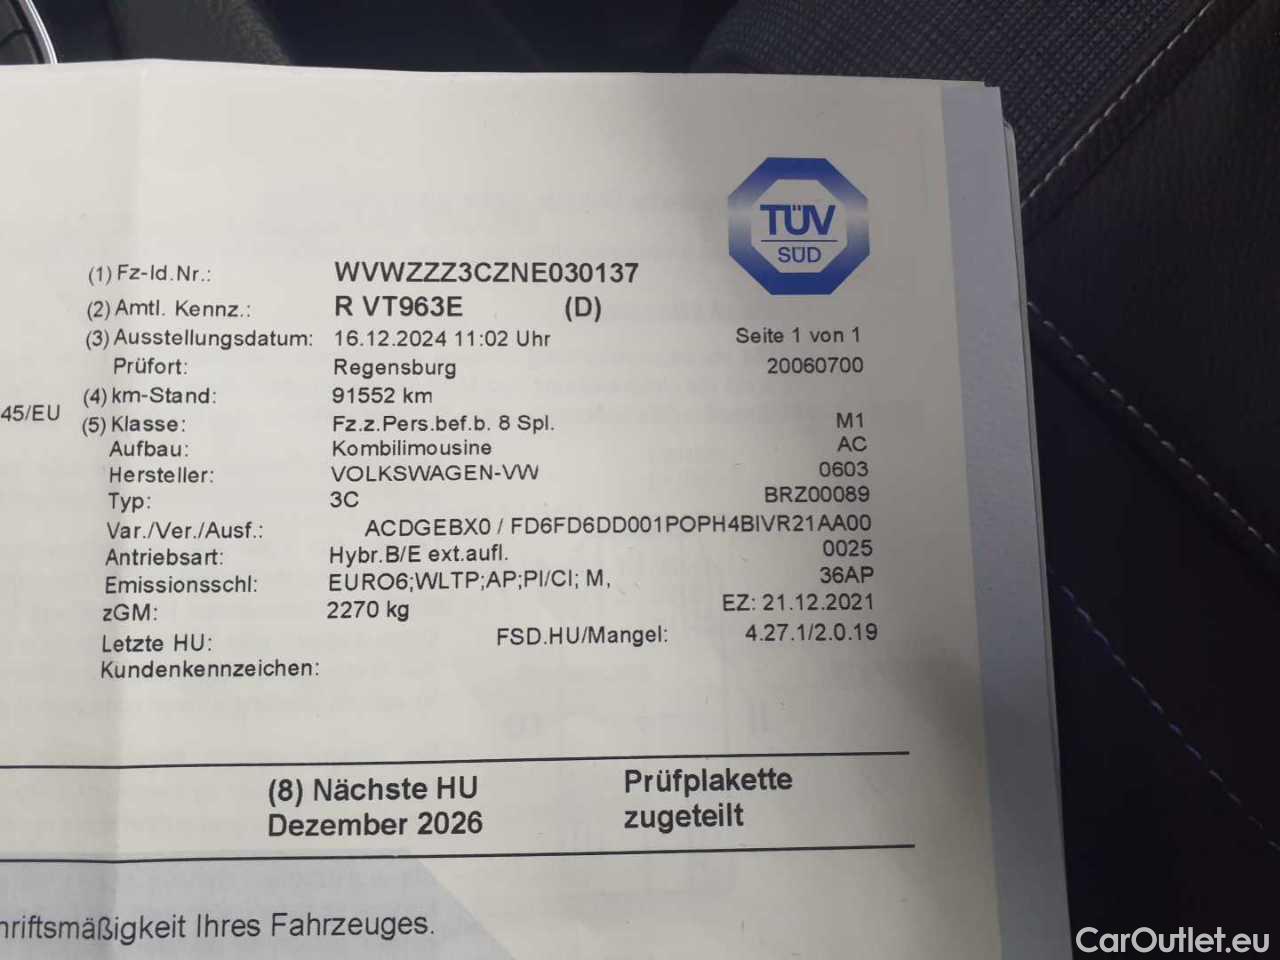 TÜV
SÜD
(1) Fz-Id.Nr.: WVWZZZ3CZNE030137
(2) Amtl. Kennz.: R VT963E (D)
(3) Ausstellungsdatum: 16.12.2024 11:02 Uhr Seite 1 von 1
Prüfort: Regensburg 20060700
(4) km-Stand: 91552 km
45/EU (5) Klasse: Fz.z.Pers.bef.b. 8 Spl. M1
Aufbau: Kombilimousine AC
Hersteller: VOLKSWAGEN-VW 0603
Typ: 3C BRZ00089
Var./Ver./Ausf.: ACDGEBX0 / FD6FD6DD001POPH4BIVR21AA00
Antriebsart: Hybr.B/E ext.aufl. 0025
Emissionsschl: EURO6;WLTP;AP;PI/CI; M, 36AP
zGM: 2270 kg EZ: 21.12.2021
Letzte HU: FSD.HU/Mangel: 4.27.1/2.0.19
Kundenkennzeichen:
(8) Nächste HU Prüfplakette
Dezember 2026 zugeteilt
hriftsmäßigkeit Ihres Fahrzeuges.
CarOutlet.eu